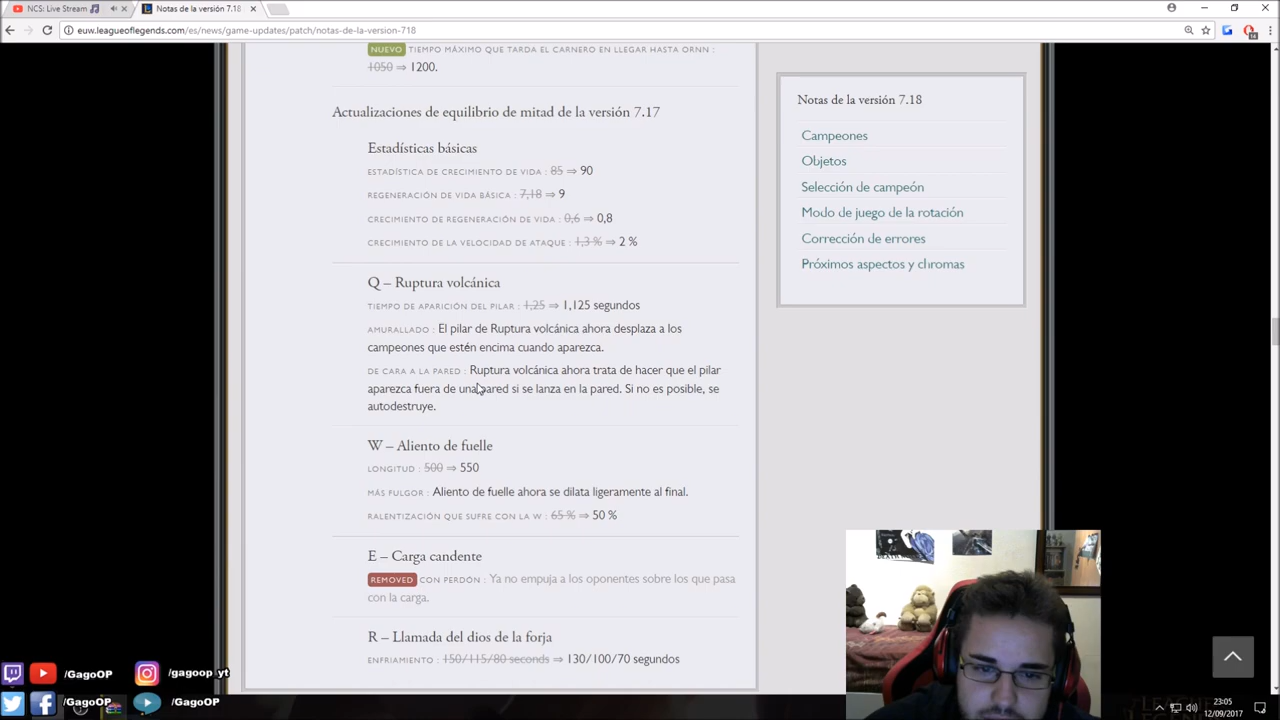 NCS: Live Stream
Notas de la versión 7.18
euw.leagueoflegends.com/es/news/game-updates/patch/notas-de-la-version-718
NUEVO TIEMPO MÁXIMO QUE TARDA EL CARNERO EN LLEGAR HASTA ORNN :
1050 ⇒ 1200.
Actualizaciones de equilibrio de mitad de la versión 7.17
Estadísticas básicas
ESTADÍSTICA DE CRECIMIENTO DE VIDA : 85 ⇒ 90
REGENERACIÓN DE VIDA BÁSICA : 7,18 ⇒ 9
CRECIMIENTO DE REGENERACIÓN DE VIDA : 0,6 ⇒ 0,8
CRECIMIENTO DE LA VELOCIDAD DE ATAQUE : 1,3 % ⇒ 2 %
Q – Ruptura volcánica
TIEMPO DE APARICIÓN DEL PILAR : 1,25 ⇒ 1,125 segundos
AMURALLADO : El pilar de Ruptura volcánica ahora desplaza a los
campeones que estén encima cuando aparezca.
DE CARA A LA PARED : Ruptura volcánica ahora trata de hacer que el pilar
aparezca fuera de una pared si se lanza en la pared. Si no es posible, se
autodestruye.
W – Aliento de fuelle
LONGITUD : 500 ⇒ 550
MÁS FULGOR : Aliento de fuelle ahora se dilata ligeramente al final.
RALENTIZACIÓN QUE SUFRE CON LA W : 65 % ⇒ 50 %
E – Carga candente
REMOVED CON PERDÓN : Ya no empuja a los oponentes sobre los que pasa
con la carga.
R – Llamada del dios de la forja
ENFRIAMIENTO : 150/115/80 seconds ⇒ 130/100/70 segundos
Notas de la versión 7.18
Campeones
Objetos
Selección de campeón
Modo de juego de la rotación
Corrección de errores
Próximos aspectos y chromas
/GagoOP
/gagoop_yt
/GagoOP
/GagoOP
23:05
12/09/2017